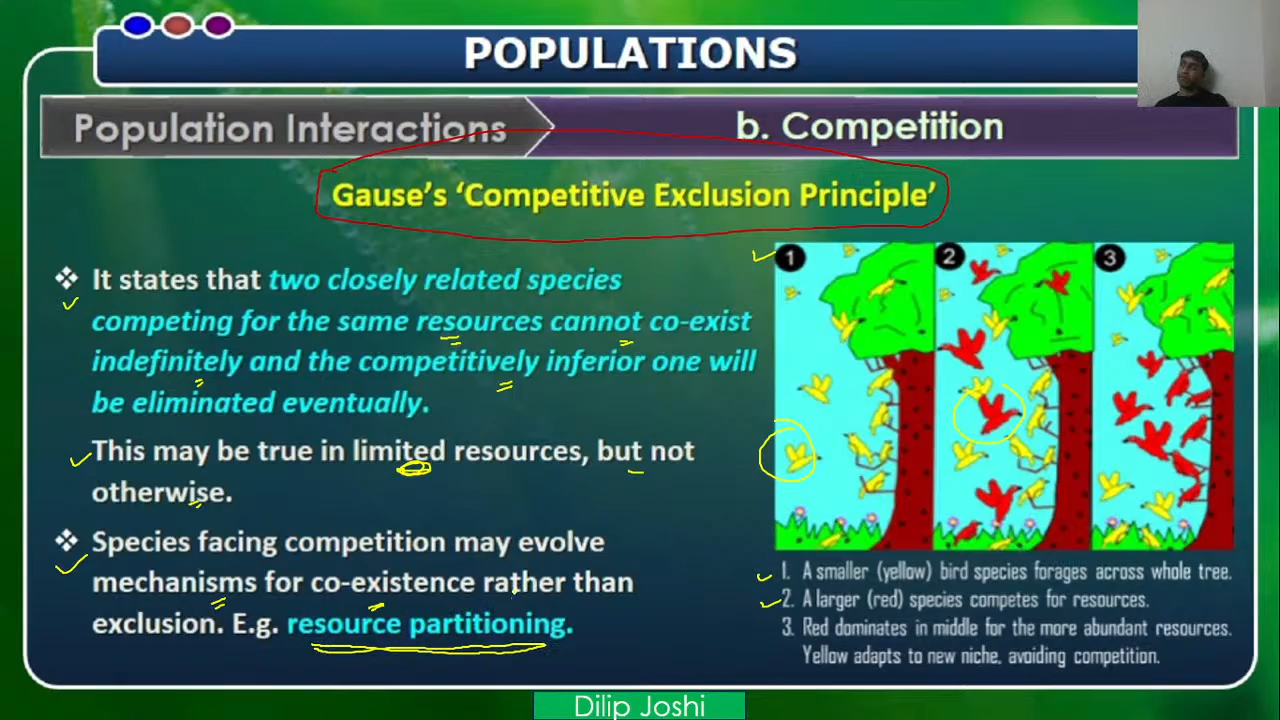 POPULATIONS
Population Interactions
b. Competition
Gause's 'Competitive Exclusion Principle'
It states that two closely related species
competing for the same resources cannot co-exist
indefinitely and the competitively inferior one will
be eliminated eventually.
This may be true in limited resources, but not
otherwise.
Species facing competition may evolve
mechanisms for co-existence rather than
exclusion. E.g. resource partitioning.
1
2
3
1. A smaller (yellow) bird species forages across whole tree.
2. A larger (red) species competes for resources.
3. Red dominates in middle for the more abundant resources.
Yellow adapts to new niche, avoiding competition.
Dilip Joshi